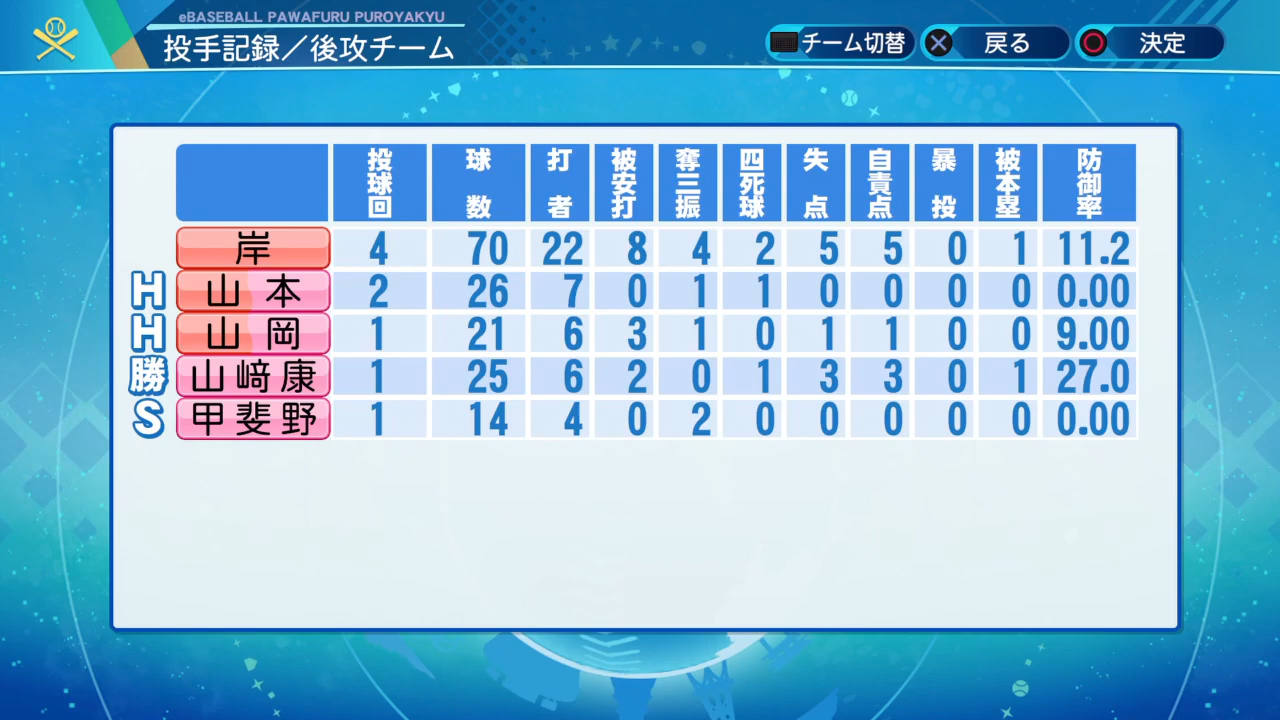 eBASEBALL PAWAFURU PUROYAKYU
投手記録／後攻チーム
チーム切替 戻る 決定
投球回 球数 打者 被安打 奪三振 四死球 失点 自責点 暴投 被本塁 防御率
岸 4 70 22 8 4 2 5 5 0 1 11.2
H 山本 2 26 7 0 1 1 0 0 0 0 0.00
H 山岡 1 21 6 3 1 0 1 1 0 0 9.00
勝 山﨑康 1 25 6 2 0 1 3 3 0 1 27.0
S 甲斐野 1 14 4 0 2 0 0 0 0 0 0.00